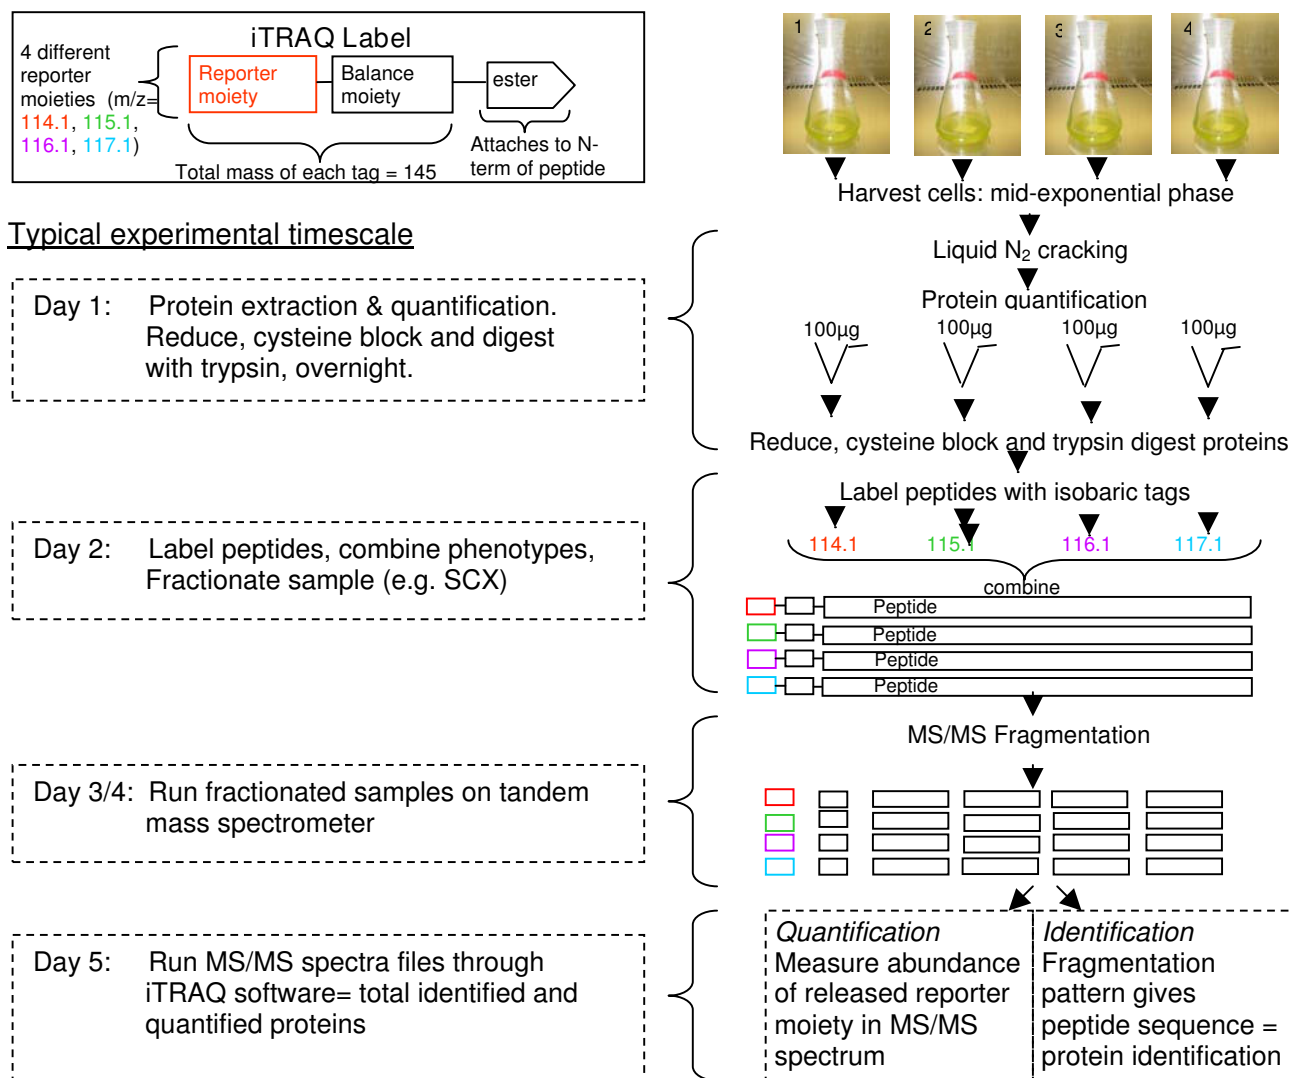 iTRAQ Label
4 different
reporter
moieties (m/z=
114.1, 115.1,
116.1, 117.1)
Reporter
moiety
Balance
moiety
ester
Total mass of each tag = 145
Attaches to N-
term of peptide
1
2
3
4
Harvest cells: mid-exponential phase
Typical experimental timescale
Liquid N₂ cracking
Protein quantification
100µg
100µg
100µg
100µg
Reduce, cysteine block and trypsin digest proteins
Day 1: Protein extraction & quantification.
Reduce, cysteine block and digest
with trypsin, overnight.
Label peptides with isobaric tags
114.1
115.1
116.1
117.1
combine
Peptide
Peptide
Peptide
Peptide
Day 2: Label peptides, combine phenotypes,
Fractionate sample (e.g. SCX)
MS/MS Fragmentation
Day 3/4: Run fractionated samples on tandem
mass spectrometer
Day 5: Run MS/MS spectra files through
iTRAQ software= total identified and
quantified proteins
Quantification
Measure abundance
of released reporter
moiety in MS/MS
spectrum
Identification
Fragmentation
pattern gives
peptide sequence =
protein identification